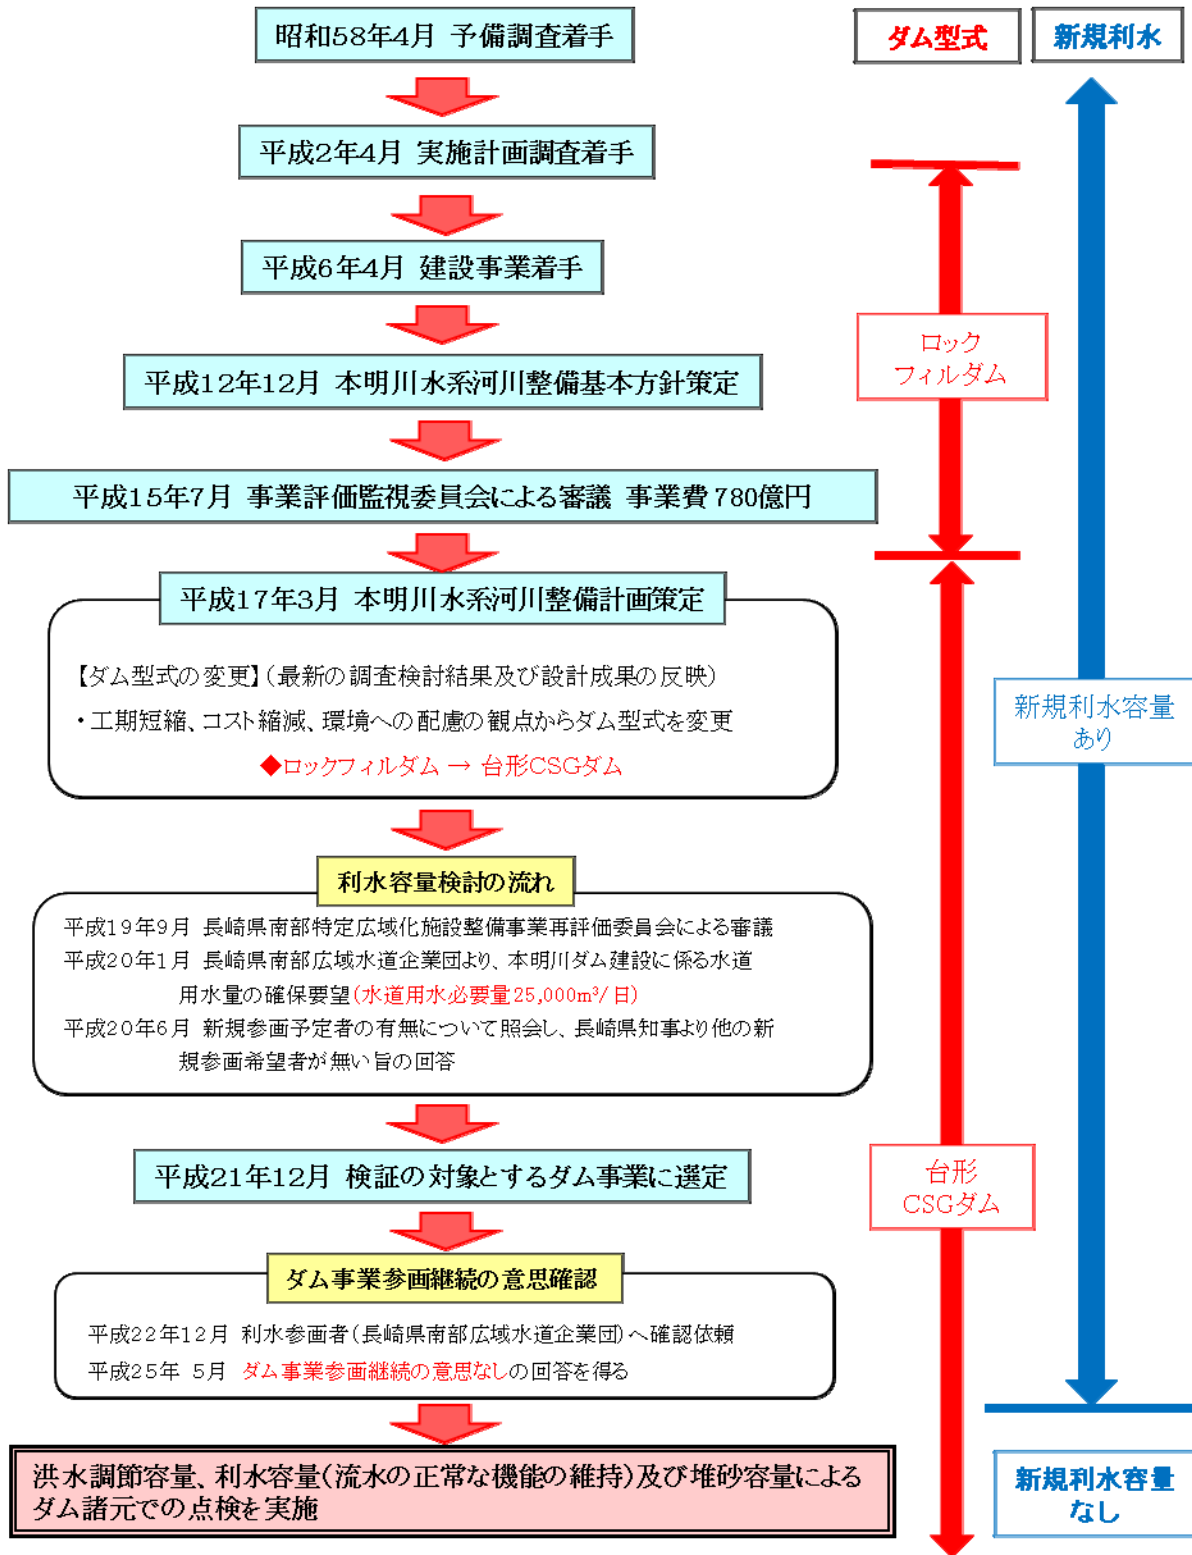 昭和58年4月 予備調査着手
ダム型式
新規利水
平成2年4月 実施計画調査着手
平成6年4月 建設事業着手
ロック
フィルダム
平成12年12月 本明川水系河川整備基本方針策定
平成15年7月 事業評価監視委員会による審議 事業費780億円
平成17年3月 本明川水系河川整備計画策定
【ダム型式の変更】(最新の調査検討結果及び設計成果の反映)
・工期短縮、コスト縮減、環境への配慮の観点からダム型式を変更
◆ロックフィルダム → 台形CSGダム
新規利水容量
あり
利水容量検討の流れ
平成19年9月 長崎県南部特定広域化施設整備事業再評価委員会による審議
平成20年1月 長崎県南部広域水道企業団より、本明川ダム建設に係る水道
用水量の確保要望(水道用水必要量25,000m³/日)
平成20年6月 新規参画予定者の有無について照会し、長崎県知事より他の新
規参画希望者が無い旨の回答
平成21年12月 検証の対象とするダム事業に選定
台形
CSGダム
ダム事業参画継続の意思確認
平成22年12月 利水参画者(長崎県南部広域水道企業団)へ確認依頼
平成25年 5月 ダム事業参画継続の意思なしの回答を得る
洪水調節容量、利水容量(流水の正常な機能の維持)及び堆砂容量による
ダム諸元での点検を実施
新規利水容量
なし